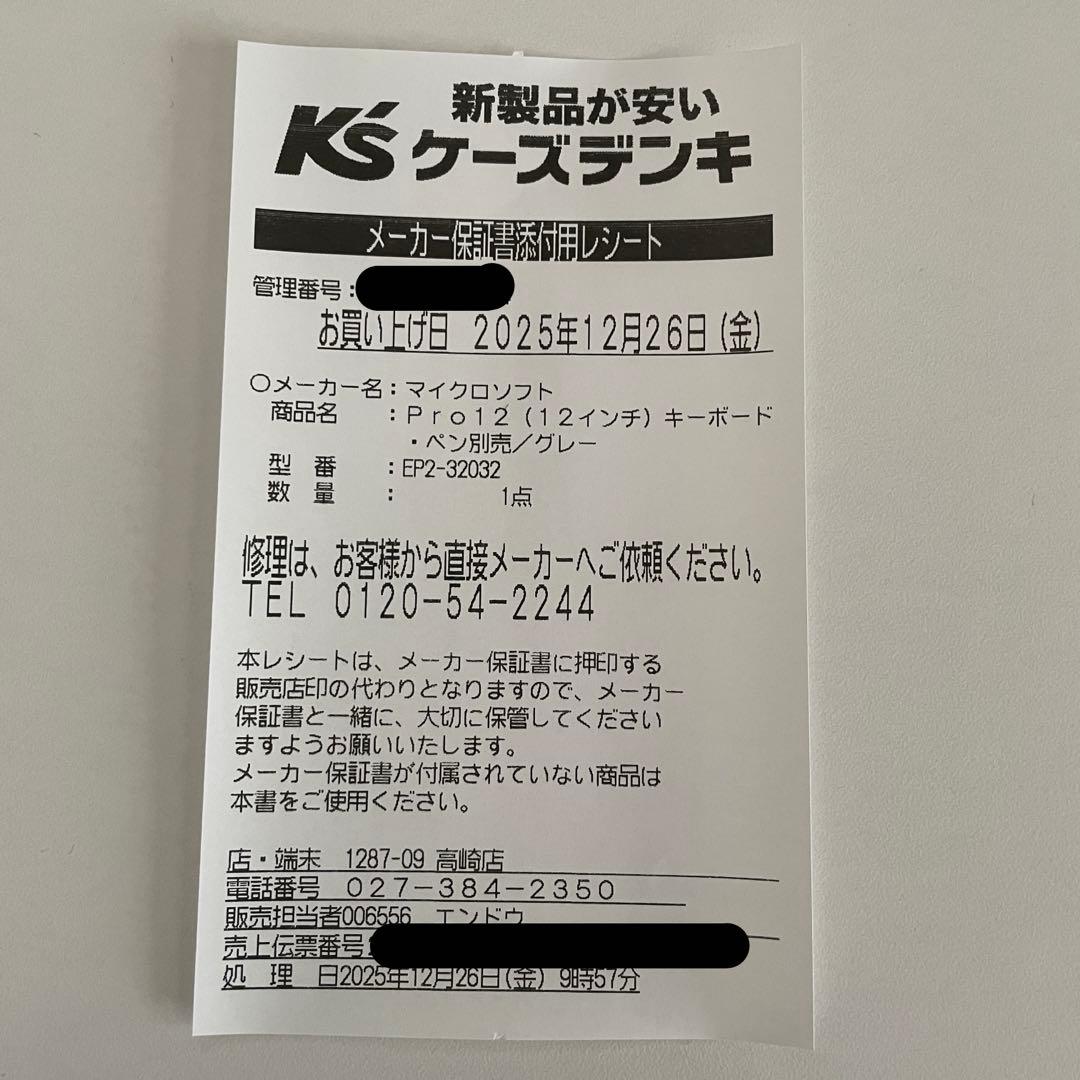 新製品が安い
K's ケーズデンキ
メーカー保証書添付用レシート
管理番号:
お買い上げ日 2025年12月26日(金)
○メーカー名:マイクロソフト
商品名 :Pro12(12インチ)キーボード
・ペン別売/グレー
型 番 :EP2-32032
数 量 : 1点
修理は、お客様から直接メーカーへご依頼ください。
TEL 0120-54-2244
本レシートは、メーカー保証書に押印する
販売店印の代わりとなりますので、メーカー
保証書と一緒に、大切に保管してください
ますようお願いいたします。
メーカー保証書が付属されていない商品は
本書をご使用ください。
店・端末 1287-09 高崎店
電話番号 027-384-2350
販売担当者006556 エンドウ
売上伝票番号
処 理 日2025年12月26日(金) 9時57分